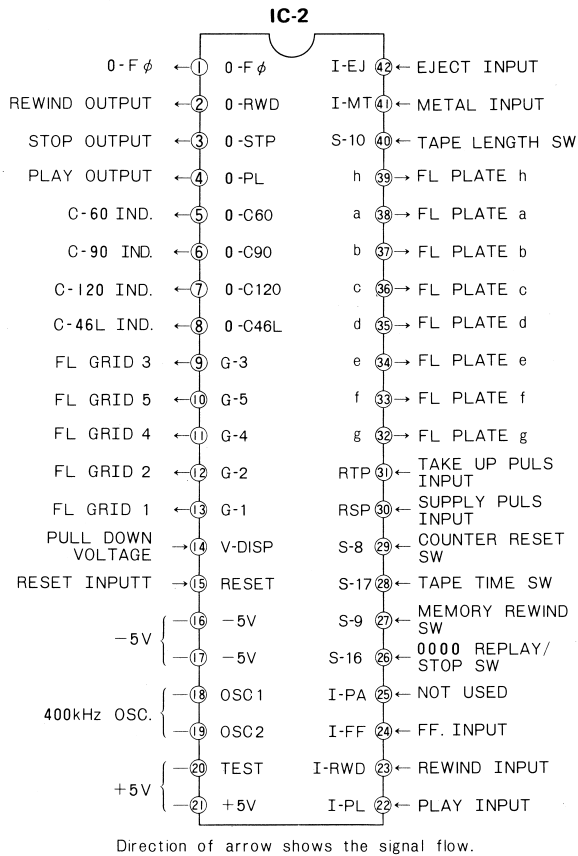 IC-2
0-Fφ ←① 0-Fφ I-EJ ㊷← EJECT INPUT
REWIND OUTPUT ←② 0-RWD I-MT ㊶← METAL INPUT
STOP OUTPUT ←③ 0-STP S-10 ㊵← TAPE LENGTH SW
PLAY OUTPUT ←④ 0-PL h ㊴→ FL PLATE h
C-60 IND. ←⑤ 0-C60 a ㊳→ FL PLATE a
C-90 IND. ←⑥ 0-C90 b ㊲→ FL PLATE b
C-120 IND. ←⑦ 0-C120 c ㊱→ FL PLATE c
C-46L IND. ←⑧ 0-C46L d ㉟→ FL PLATE d
FL GRID 3 ←⑨ G-3 e ㉞→ FL PLATE e
FL GRID 5 ←⑩ G-5 f ㉝→ FL PLATE f
FL GRID 4 ←⑪ G-4 g ㉜→ FL PLATE g
FL GRID 2 ←⑫ G-2 RTP ㉛← TAKE UP PULS
INPUT
FL GRID 1 ←⑬ G-1 RSP ㉚← SUPPLY PULS
INPUT
PULL DOWN
VOLTAGE →⑭ V-DISP S-8 ㉙← COUNTER RESET
SW
RESET INPUTT →⑮ RESET S-17 ㉘← TAPE TIME SW
-5V
⑯ -5V S-9 ㉗← MEMORY REWIND
SW
⑰ -5V S-16 ㉖← 0000 REPLAY/
STOP SW
400kHz OSC.
⑱ OSC1 I-PA ㉕← NOT USED
⑲ OSC2 I-FF ㉔← FF. INPUT
+5V
⑳ TEST I-RWD ㉓← REWIND INPUT
㉑ +5V I-PL ㉒← PLAY INPUT
Direction of arrow shows the signal flow.